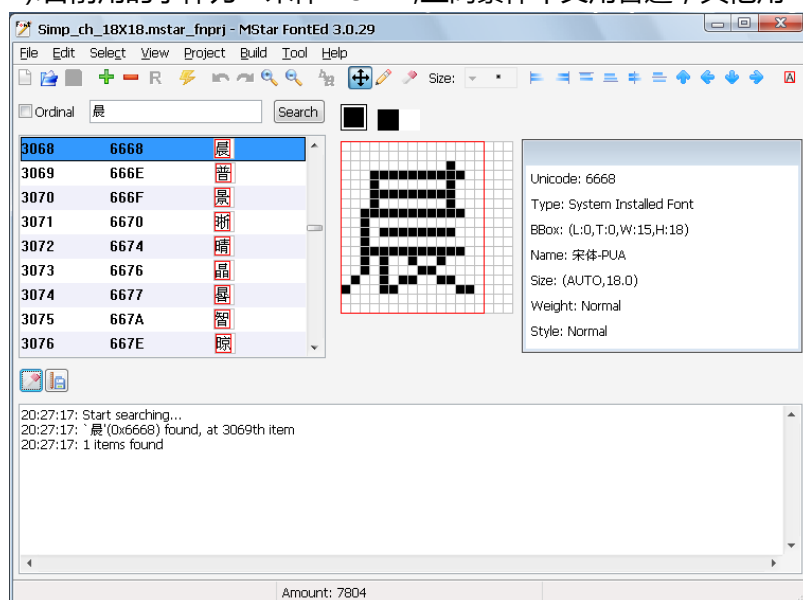 Simp_ch_18X18.mstar_fnprj - MStar FontEd 3.0.29
File Edit Select View Project Build Tool Help
R
Size:
A
Ordinal 晨 Search
3068 6668 晨
3069 666E 普
3070 666F 景
3071 6670 晰
3072 6674 晴
3073 6676 晶
3074 6677 晷
3075 667A 智
3076 667E 晾
晨
Unicode: 6668
Type: System Installed Font
BBox: (L:0,T:0,W:15,H:18)
Name: 宋体-PUA
Size: (AUTO,18.0)
Weight: Normal
Style: Normal
20:27:17: Start searching...
20:27:17: `晨'(0x6668) found, at 3069th item
20:27:17: 1 items found
Amount: 7804